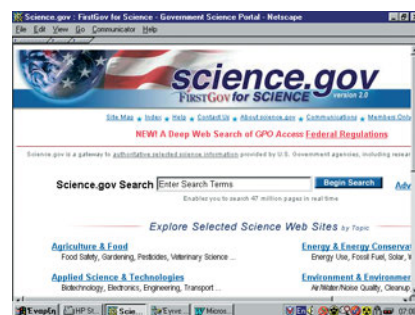 Science.gov : FirstGov for Science - Government Science Portal - Netscape
File Edit View Go Communicator Help
science.gov
FIRSTGOV for SCIENCE version 2.0
Site Map Index Help Contact Us About science.gov Communications Members Only
NEW! A Deep Web Search of GPO Access Federal Regulations
Science.gov is a gateway to authoritative selected science information provided by U.S. Government agencies, including
Science.gov Search Enter Search Terms Begin Search Adv
Enables you to search 47 million pages in real time
Explore Selected Science Web Sites by Topic
Agriculture & Food
Food Safety, Gardening, Pesticides, Veterinary Science ...
Energy & Energy Conserva
Energy Use, Fossil Fuel, Solar,
Applied Science & Technologies
Biotechnology, Electronics, Engineering, Transport ...
Environment & Environmen
Air/Water/Noise Quality, Cleanup
Έναρξη HP St... Scie... Έγινε Micros...